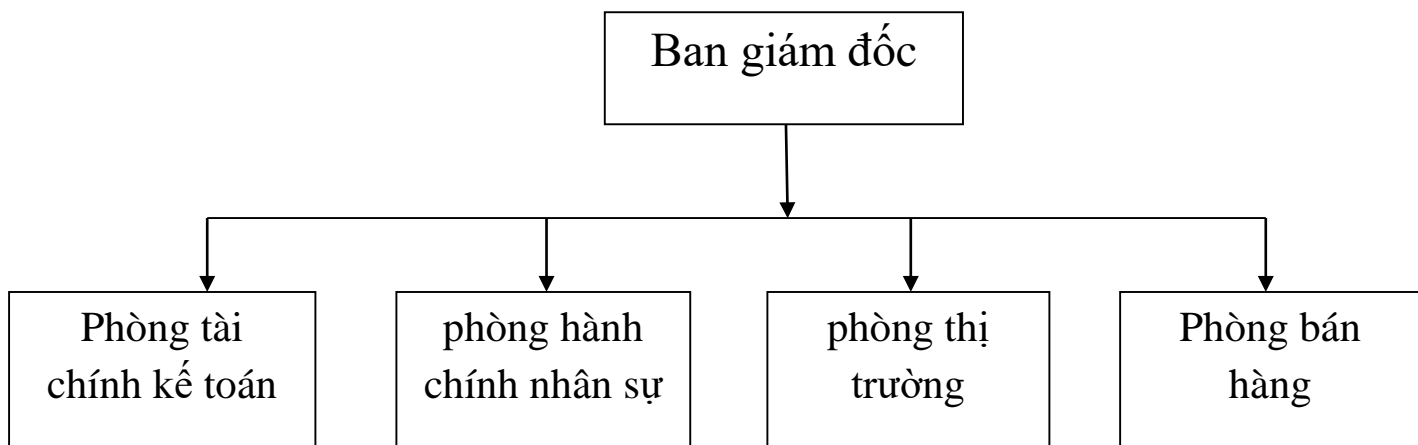 Ban giám đốc
Phòng tài
chính kế toán
phòng hành
chính nhân sự
phòng thị
trường
Phòng bán
hàng